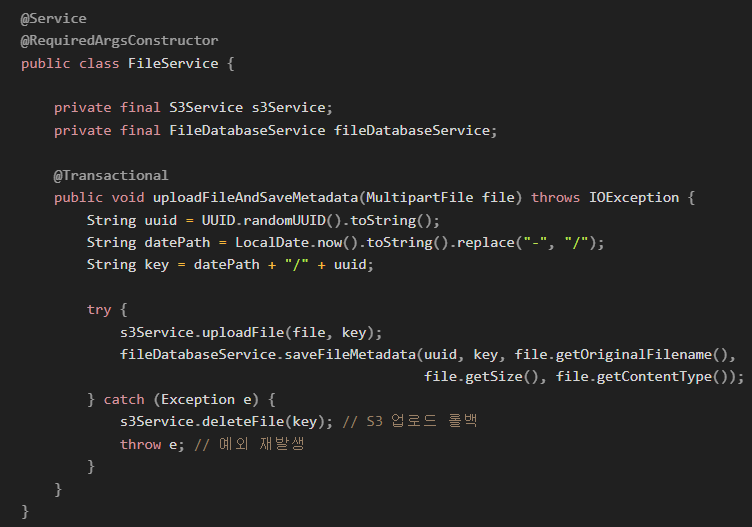 @Service
@RequiredArgsConstructor
public class FileService {
private final S3Service s3Service;
private final FileDatabaseService fileDatabaseService;
@Transactional
public void uploadFileAndSaveMetadata(MultipartFile file) throws IOException {
String uuid = UUID.randomUUID().toString();
String datePath = LocalDate.now().toString().replace("-", "/");
String key = datePath + "/" + uuid;
try {
s3Service.uploadFile(file, key);
fileDatabaseService.saveFileMetadata(uuid, key, file.getOriginalFilename(),
file.getSize(), file.getContentType());
} catch (Exception e) {
s3Service.deleteFile(key); // S3 업로드 롤백
throw e; // 예외 재발생
}
}
}